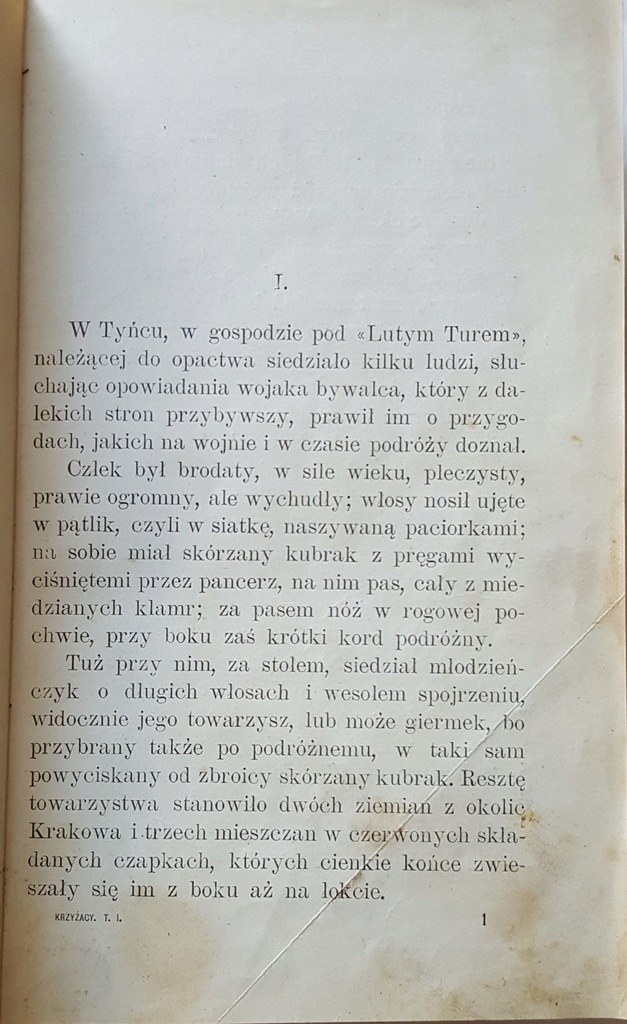 I.
W Tyńcu, w gospodzie pod «Lutym Turem»,
należącej do opactwa siedziało kilku ludzi, słu-
chając opowiadania wojaka bywalca, który z da-
lekich stron przybywszy, prawił im o przygo-
dach, jakich na wojnie i w czasie podróży doznał.
Człek był brodaty, w sile wieku, pleczysty,
prawie ogromny, ale wychudły; włosy nosił ujęte
w pątlik, czyli w siatkę, naszywaną paciorkami;
na sobie miał skórzany kubrak z pręgami wy-
ciśniętemi przez pancerz, na nim pas, cały z mie-
dzianych klamr; za pasem nóż w rogowej po-
chwie, przy boku zaś krótki kord podróżny.
Tuż przy nim, za stołem, siedział młodzień-
czyk o długich włosach i wesołem spojrzeniu,
widocznie jego towarzysz, lub może giermek, bo
przybrany także po podróżnemu, w taki sam
powyciskany od zbroicy skórzany kubrak. Resztę
towarzystwa stanowiło dwóch ziemian z okolic
Krakowa i trzech mieszczan w czerwonych skła-
danych czapkach, których cienkie końce zwie-
szały się im z boku aż na łokcie.
KRZYŻACY. T. I. 1